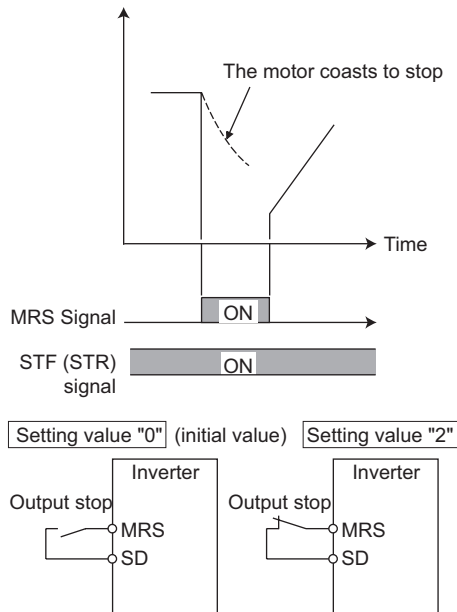 The motor coasts to stop
Time
MRS Signal
ON
STF (STR)
signal
ON
Setting value "0" (initial value)
Setting value "2"
Inverter
Output stop
MRS
SD
Inverter
Output stop
MRS
SD